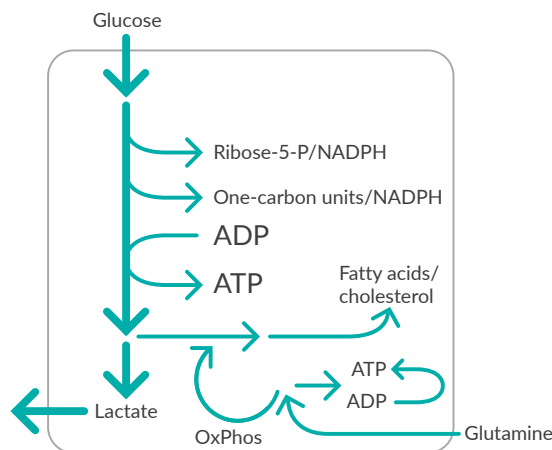 Glucose
Ribose-5-P/NADPH
One-carbon units/NADPH
ADP
ATP
Fatty acids/
cholesterol
ATP
ADP
Lactate
OxPhos
Glutamine